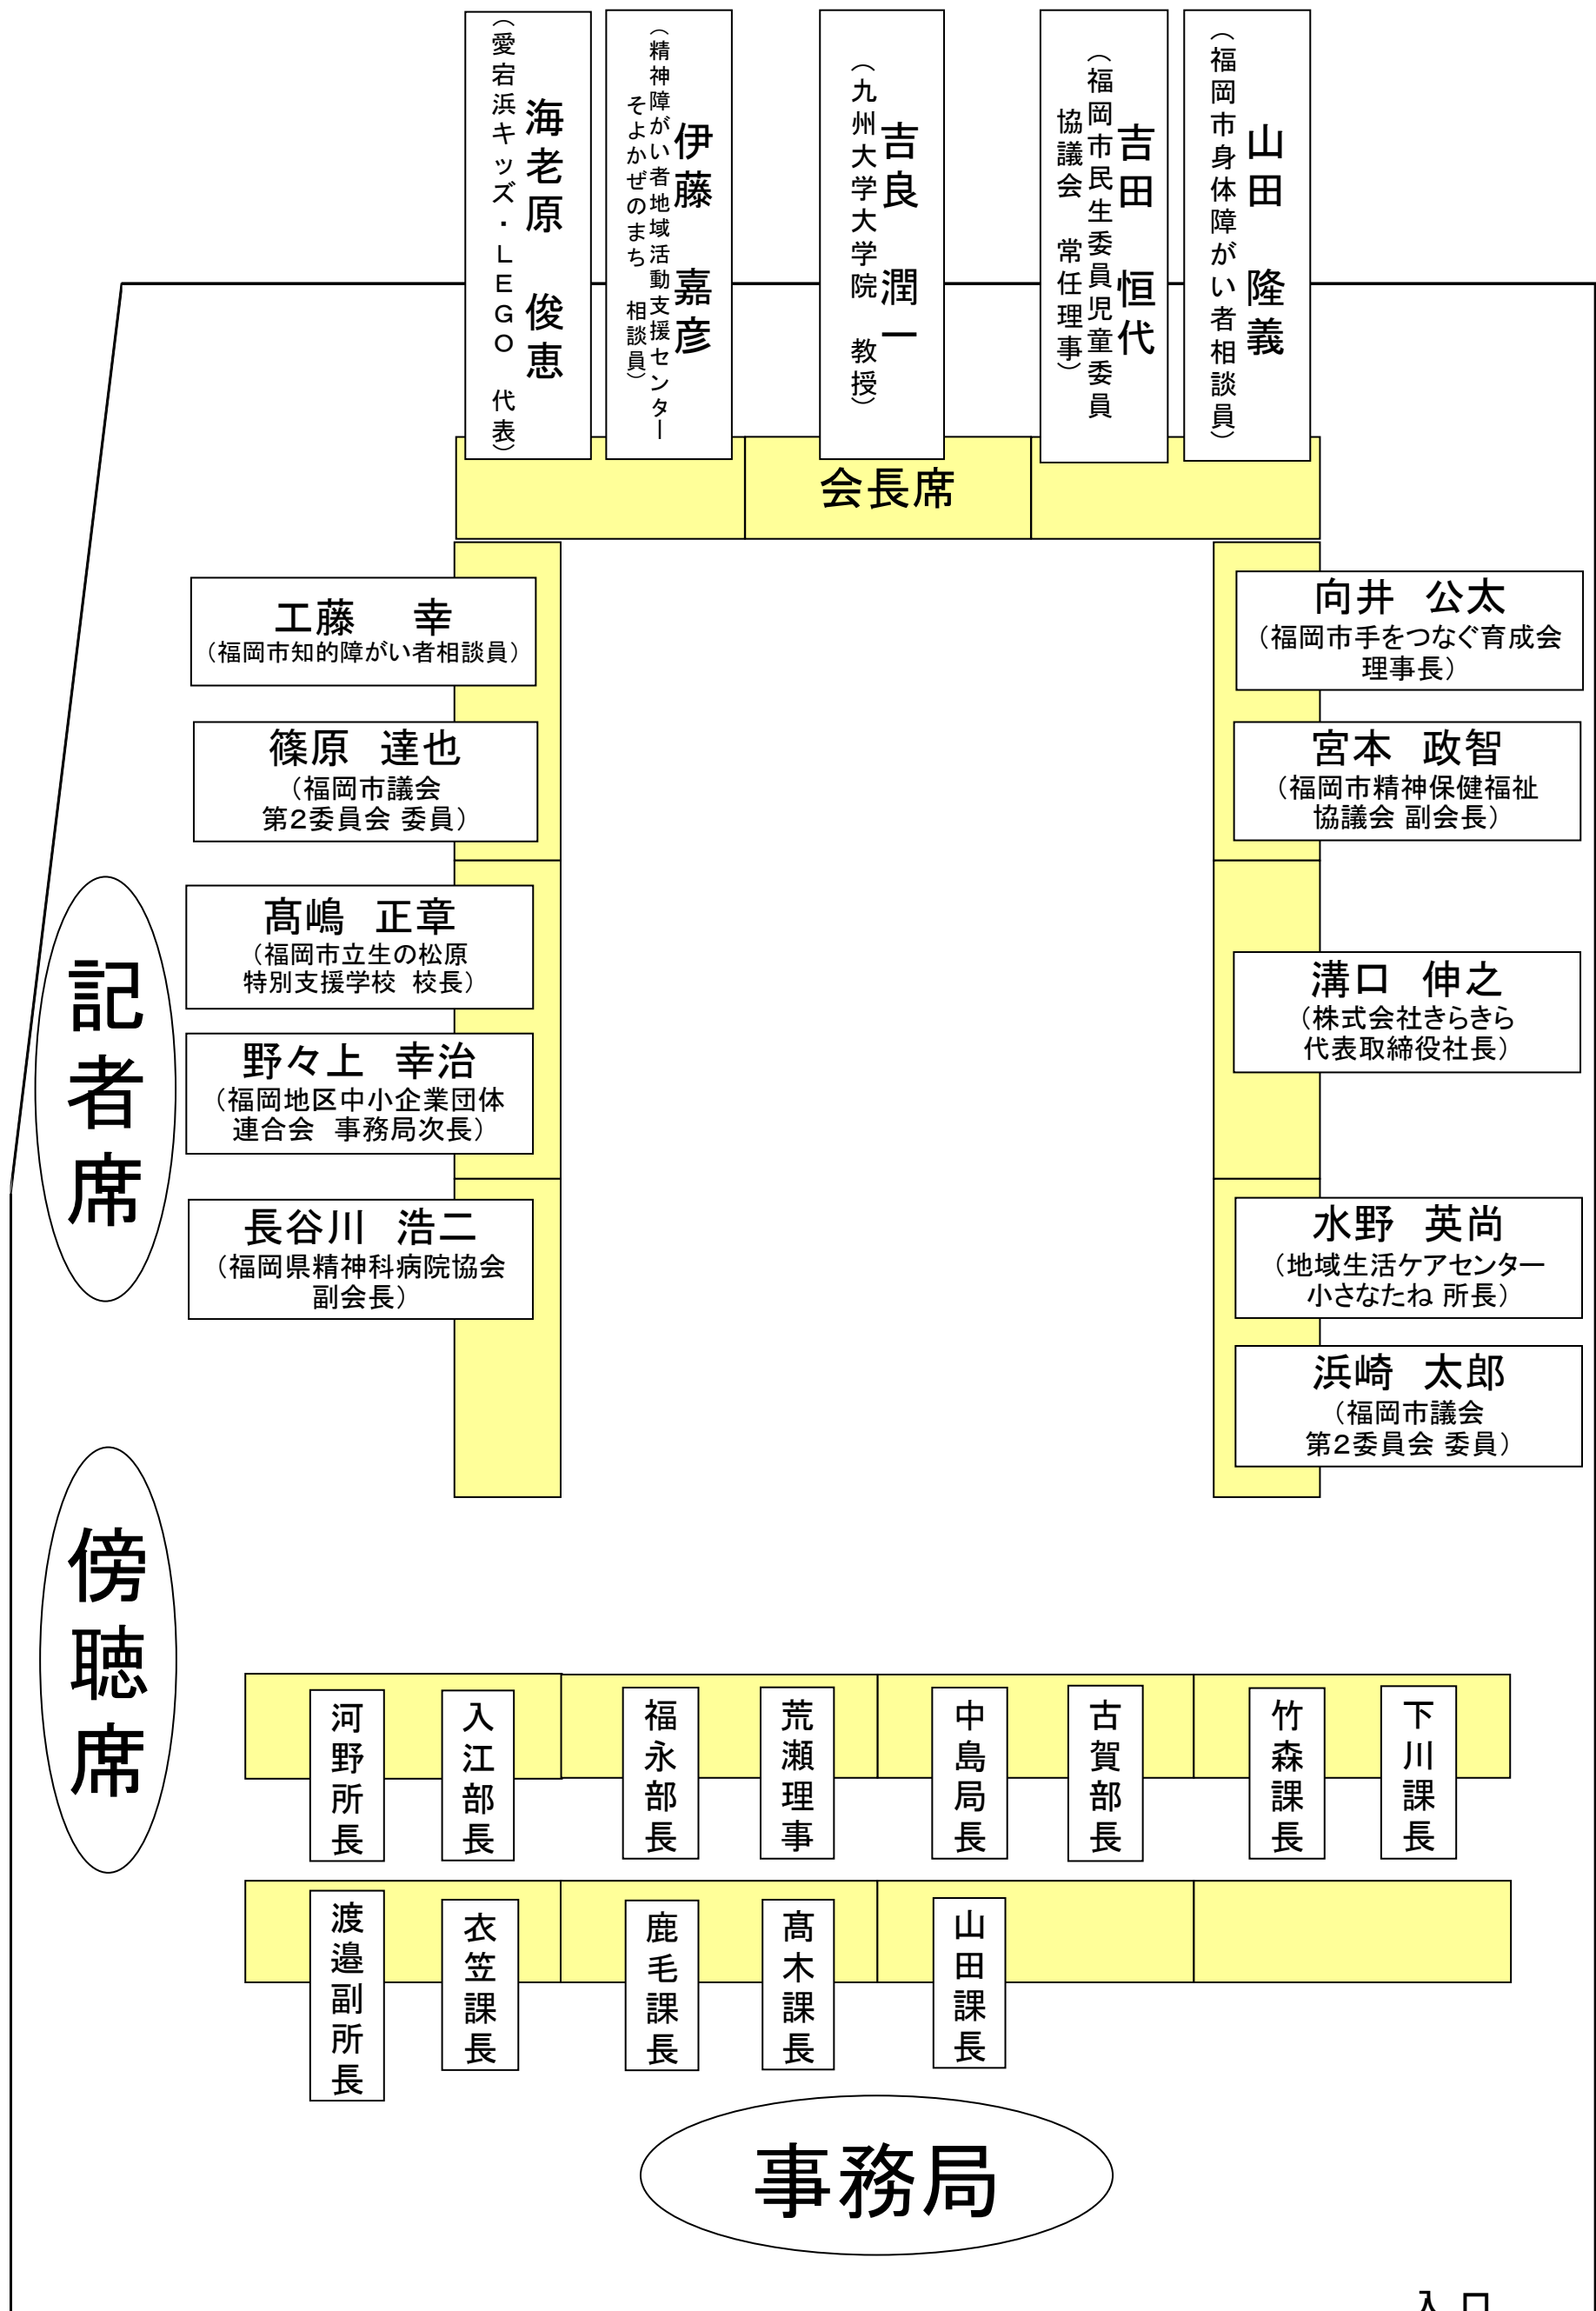 海老原　俊恵
（愛宕浜キッズ・ＬＥＧＯ　代表）
伊藤　嘉彦
（精神障がい者地域活動支援センター
そよかぜのまち　相談員）
吉良　潤一
（九州大学大学院　教授）
吉田　恒代
（福岡市民生委員児童委員
協議会　常任理事）
山田　隆義
（福岡市身体障がい者相談員）
会長席
工藤　幸
（福岡市知的障がい者相談員）
篠原　達也
（福岡市議会
第2委員会 委員）
髙嶋　正章
（福岡市立生の松原
特別支援学校 校長）
野々上　幸治
（福岡地区中小企業団体
連合会　事務局次長）
長谷川　浩二
（福岡県精神科病院協会
副会長）
向井　公太
（福岡市手をつなぐ育成会
理事長）
宮本　政智
（福岡市精神保健福祉
協議会 副会長）
溝口　伸之
（株式会社きらきら
代表取締役社長）
水野　英尚
（地域生活ケアセンター
小さなたね 所長）
浜崎　太郎
（福岡市議会
第2委員会 委員）
記者席
傍聴席
河野所長
入江部長
福永部長
荒瀬理事
中島局長
古賀部長
竹森課長
下川課長
渡邉副所長
衣笠課長
鹿毛課長
髙木課長
山田課長
事務局
入口